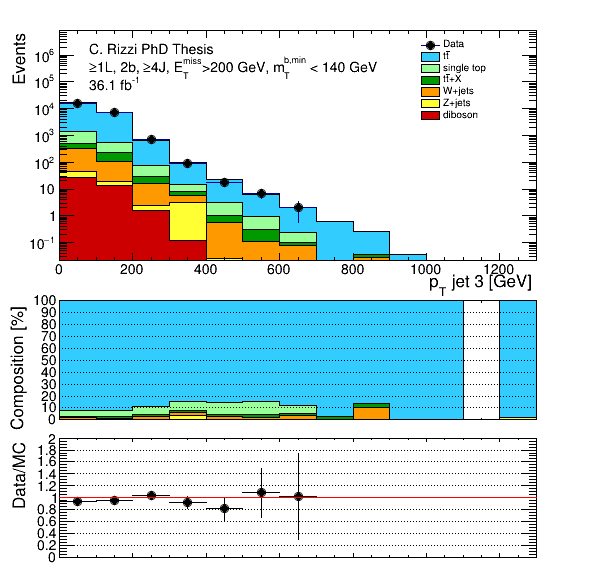 Events
10⁶
10⁵
10⁴
10³
10²
10
1
10⁻¹
C. Rizzi PhD Thesis
≥1L, 2b, ≥4J, E_T^miss>200 GeV, m_T^b,min < 140 GeV
36.1 fb⁻¹
Data
tt̄
single top
tt̄+X
W+jets
Z+jets
diboson
0 200 400 600 800 1000 1200
p_T jet 3 [GeV]
Composition [%]
100
90
80
70
60
50
40
30
20
10
0
Data/MC
2
1.8
1.6
1.4
1.2
1
0.8
0.6
0.4
0.2
0